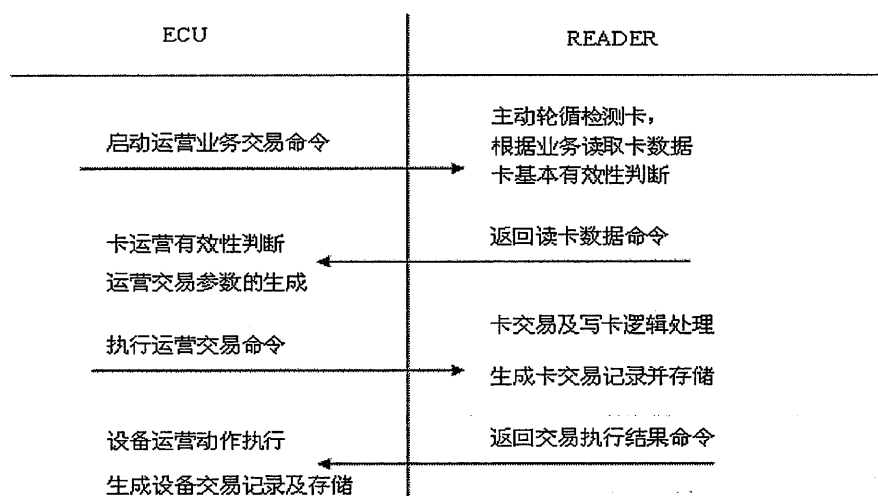 ECU
READER
启动运营业务交易命令
主动轮循检测卡，
根据业务读取卡数据
卡基本有效性判断
返回读卡数据命令
卡运营有效性判断
运营交易参数的生成
卡交易及写卡逻辑处理
执行运营交易命令
生成卡交易记录并存储
返回交易执行结果命令
设备运营动作执行
生成设备交易记录及存储